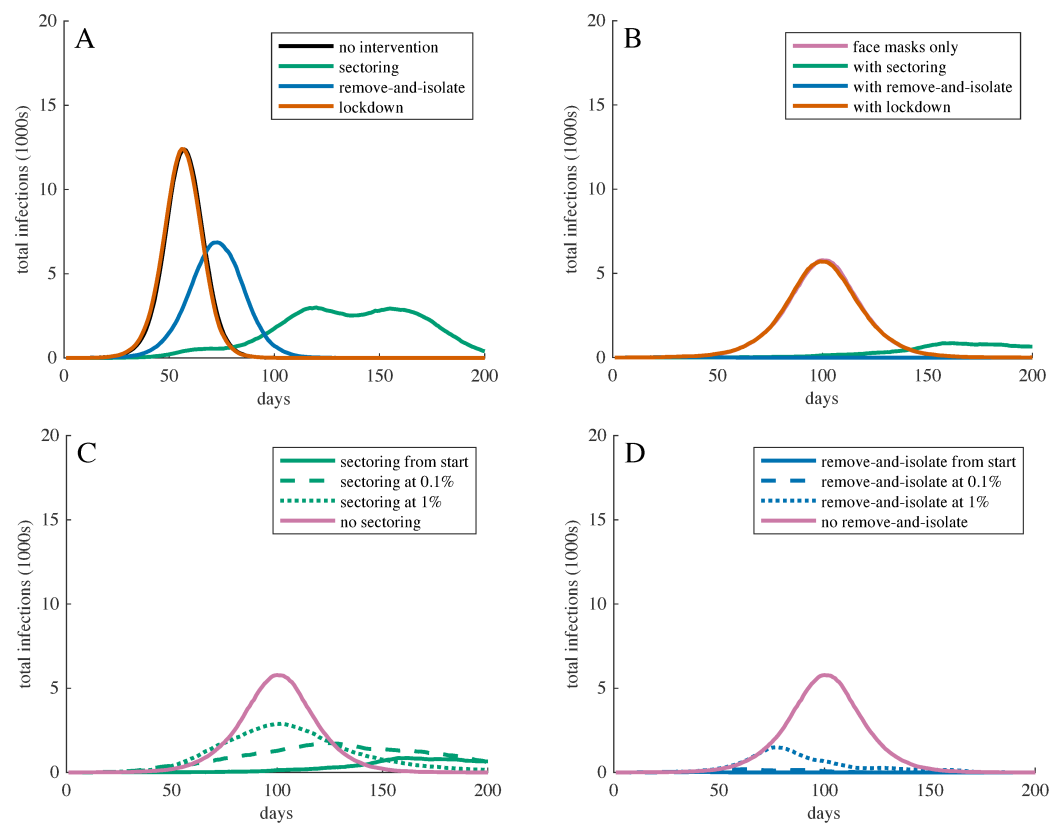 A
20
15
10
5
0
total infections (1000s)
no intervention
sectoring
remove-and-isolate
lockdown
0 50 100 150 200
days
B
20
15
10
5
0
total infections (1000s)
face masks only
with sectoring
with remove-and-isolate
with lockdown
0 50 100 150 200
days
C
20
15
10
5
0
total infections (1000s)
sectoring from start
sectoring at 0.1%
sectoring at 1%
no sectoring
0 50 100 150 200
days
D
20
15
10
5
0
total infections (1000s)
remove-and-isolate from start
remove-and-isolate at 0.1%
remove-and-isolate at 1%
no remove-and-isolate
0 50 100 150 200
days